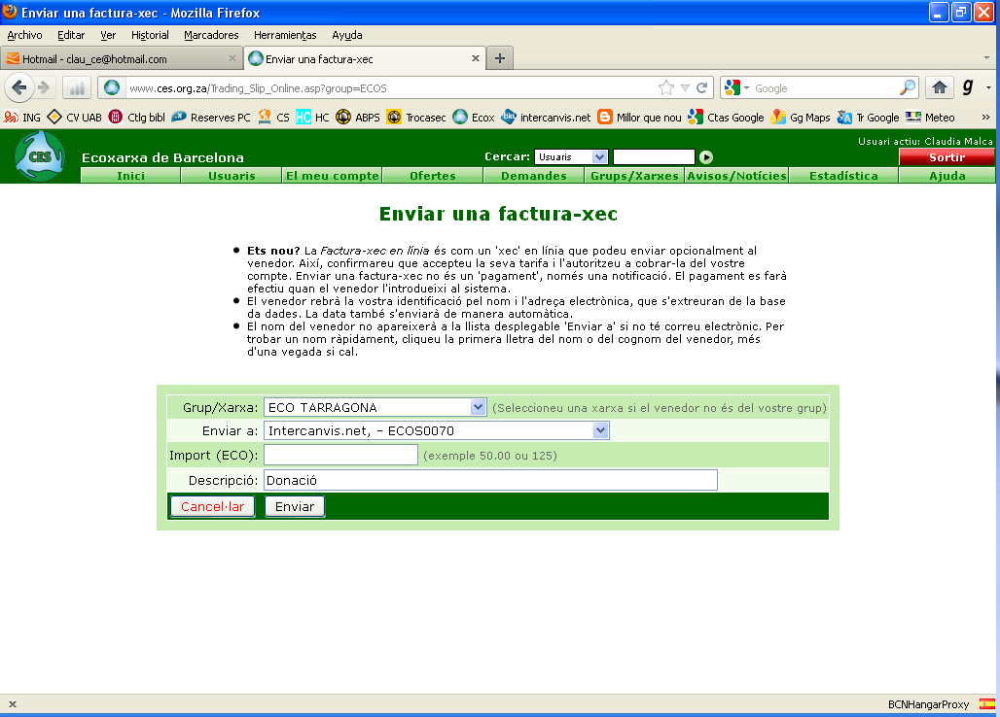 Enviar una factura-xec - Mozilla Firefox
Archivo Editar Ver Historial Marcadores Herramientas Ayuda
Hotmail - clau_ce@hotmail.com Enviar una factura-xec
www.ces.org.za/Trading_Slip_Online.asp?group=ECOS Google
ING CV UAB Ctlg bibl Reserves PC CS HC ABPS Trocasec Ecox intercanvis.net Millor que nou Ctas Google Gg Maps Tr Google Meteo »
Usuari actiu: Claudia Malca
CES Ecoxarxa de Barcelona Cercar: Usuaris Sortir
Inici Usuaris El meu compte Ofertes Demandes Grups/Xarxes Avisos/Notícies Estadística Ajuda
Enviar una factura-xec
• Ets nou? La Factura-xec en línia és com un 'xec' en línia que podeu enviar opcionalment al
venedor. Així, confirmareu que accepteu la seva tarifa i l'autoritzeu a cobrar-la del vostre
compte. Enviar una factura-xec no és un 'pagament', només una notificació. El pagament es farà
efectiu quan el venedor l'introdueixi al sistema.
• El venedor rebrà la vostra identificació pel nom i l'adreça electrònica, que s'extreuran de la base
da dades. La data també s'enviarà de manera automàtica.
• El nom del venedor no apareixerà a la llista desplegable 'Enviar a' si no té correu electrònic. Per
trobar un nom ràpidament, cliqueu la primera lletra del nom o del cognom del venedor, més
d'una vegada si cal.
Grup/Xarxa: ECO TARRAGONA (Seleccioneu una xarxa si el venedor no és del vostre grup)
Enviar a: Intercanvis.net, - ECOS0070
Import (ECO): (exemple 50.00 ou 125)
Descripció: Donació
Cancel·lar Enviar
BCNHangarProxy